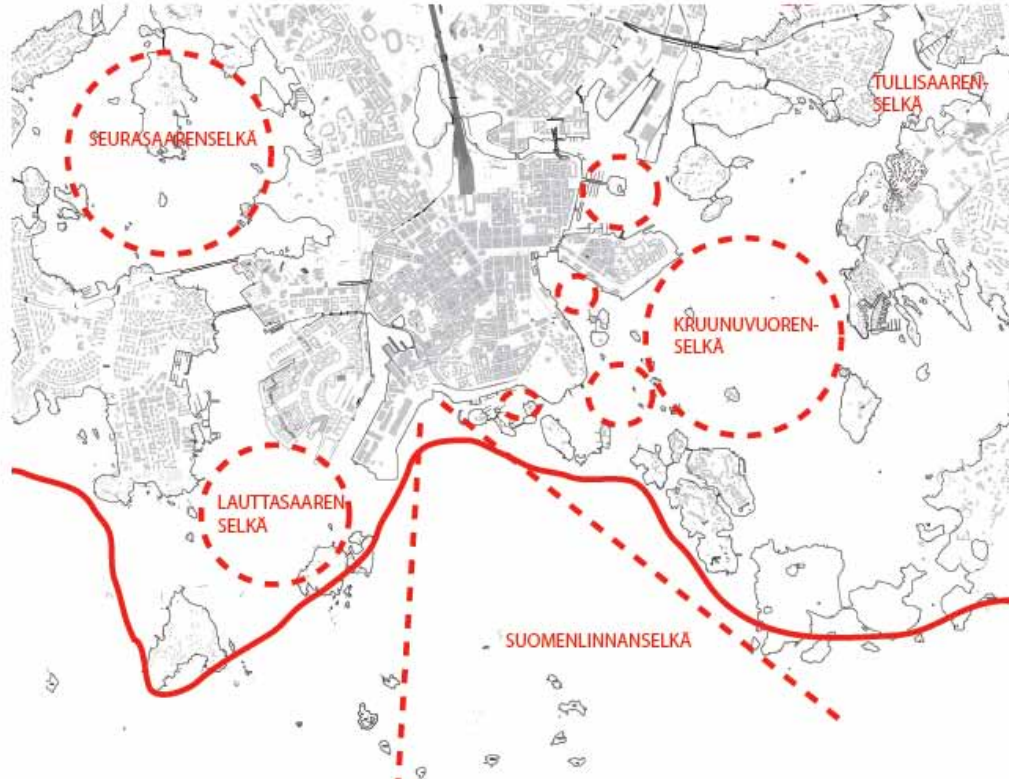 TULLISAAREN-
SELKÄ
SEURASAARENSELKÄ
KRUUNUVUOREN-
SELKÄ
LAUTTASAAREN
SELKÄ
SUOMENLINNANSELKÄ